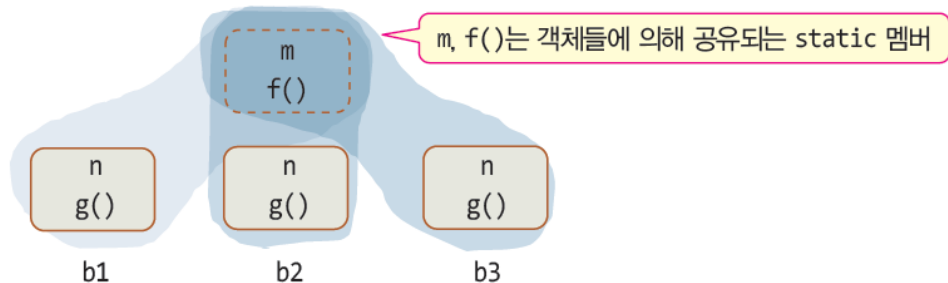 m, f()는 객체들에 의해 공유되는 static 멤버
m
f()
n
g()
n
g()
n
g()
b1
b2
b3